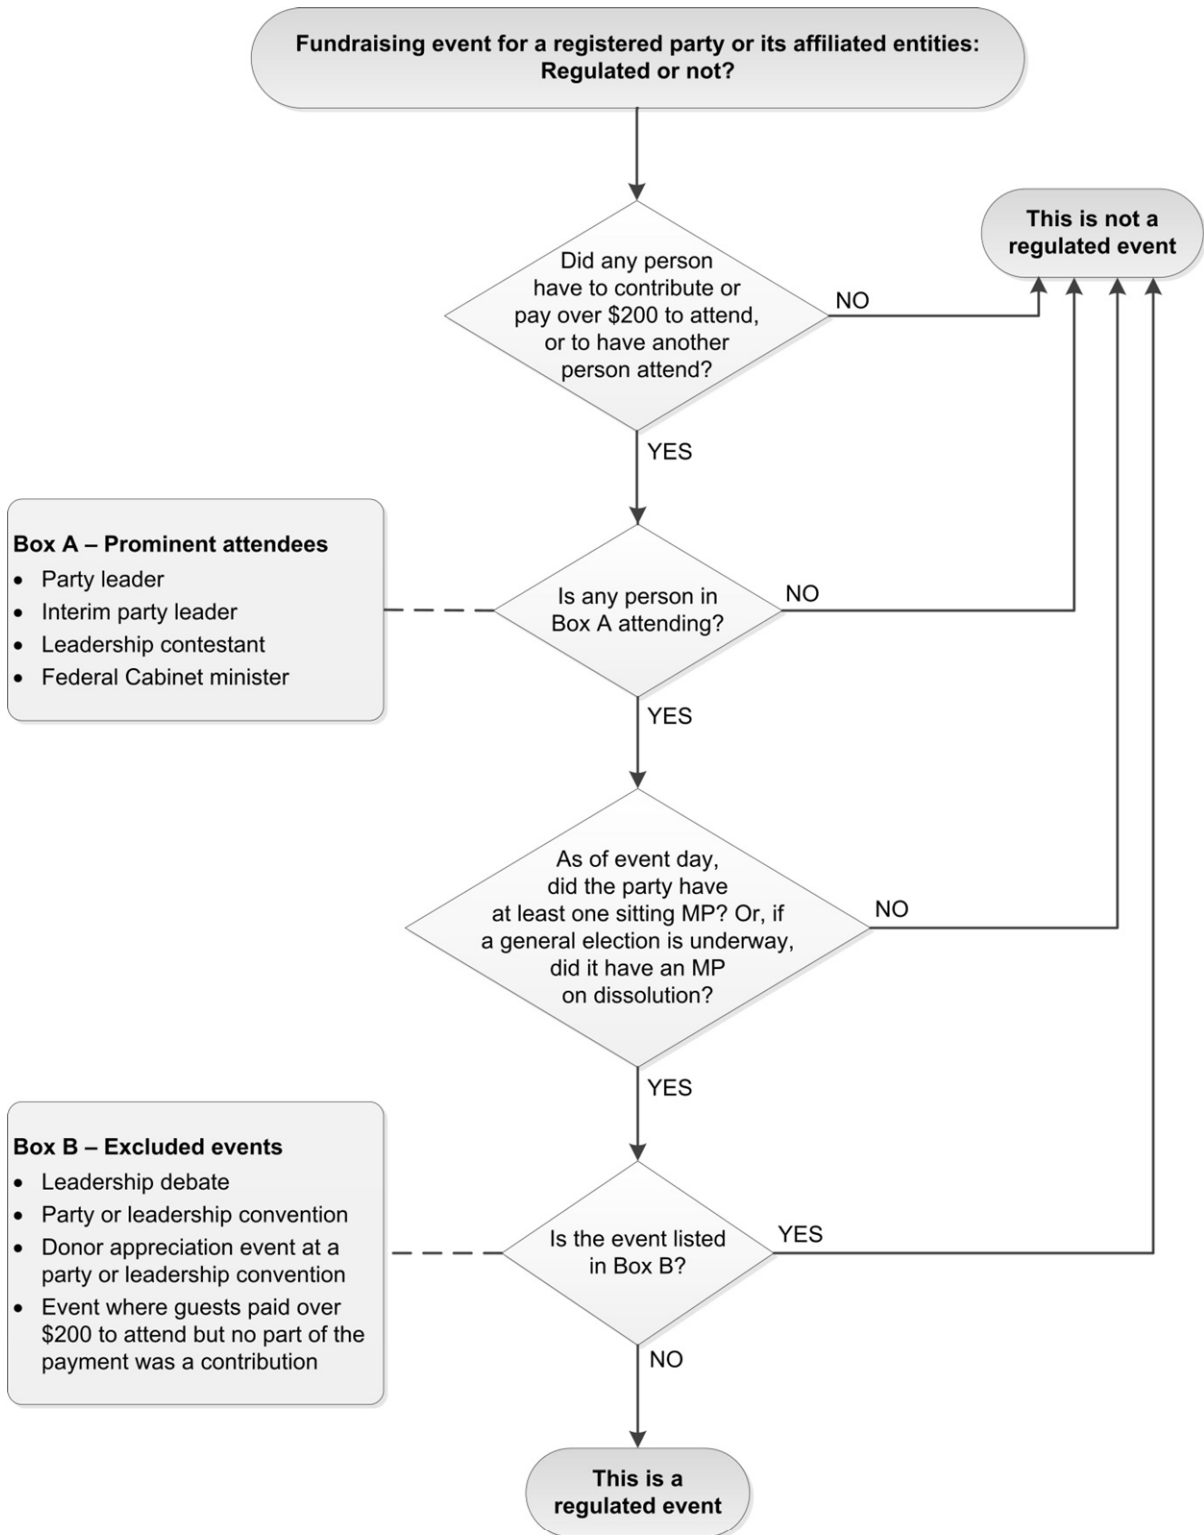 Fundraising event for a registered party or its affiliated entities:
Regulated or not?
This is not a
regulated event
Did any person
have to contribute or
pay over $200 to attend,
or to have another
person attend?
NO
YES
Box A – Prominent attendees
• Party leader
• Interim party leader
• Leadership contestant
• Federal Cabinet minister
Is any person in
Box A attending?
NO
YES
As of event day,
did the party have
at least one sitting MP? Or, if
a general election is underway,
did it have an MP
on dissolution?
NO
YES
Box B – Excluded events
• Leadership debate
• Party or leadership convention
• Donor appreciation event at a
party or leadership convention
• Event where guests paid over
$200 to attend but no part of the
payment was a contribution
Is the event listed
in Box B?
YES
NO
This is a
regulated event